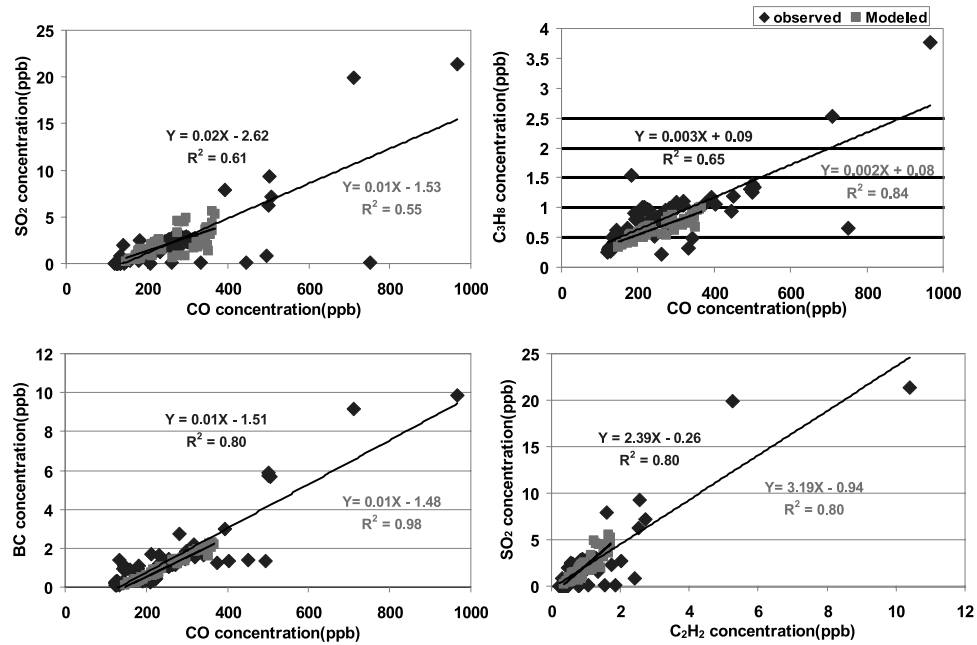 observed Modeled
25
20
15
10
5
0
SO₂ concentration(ppb)
Y = 0.02X - 2.62
R² = 0.61
Y = 0.01X - 1.53
R² = 0.55
0 200 400 600 800 1000
CO concentration(ppb)
4
3.5
3
2.5
2
1.5
1
0.5
0
C₃H₈ concentration(ppb)
Y = 0.003X + 0.09
R² = 0.65
Y = 0.002X + 0.08
R² = 0.84
0 200 400 600 800 1000
CO concentration(ppb)
12
10
8
6
4
2
0
BC concentration(ppb)
Y = 0.01X - 1.51
R² = 0.80
Y = 0.01X - 1.48
R² = 0.98
0 200 400 600 800 1000
CO concentration(ppb)
25
20
15
10
5
0
SO₂ concentration(ppb)
Y = 2.39X - 0.26
R² = 0.80
Y= 3.19X - 0.94
R² = 0.80
0 2 4 6 8 10 12
C₂H₂ concentration(ppb)